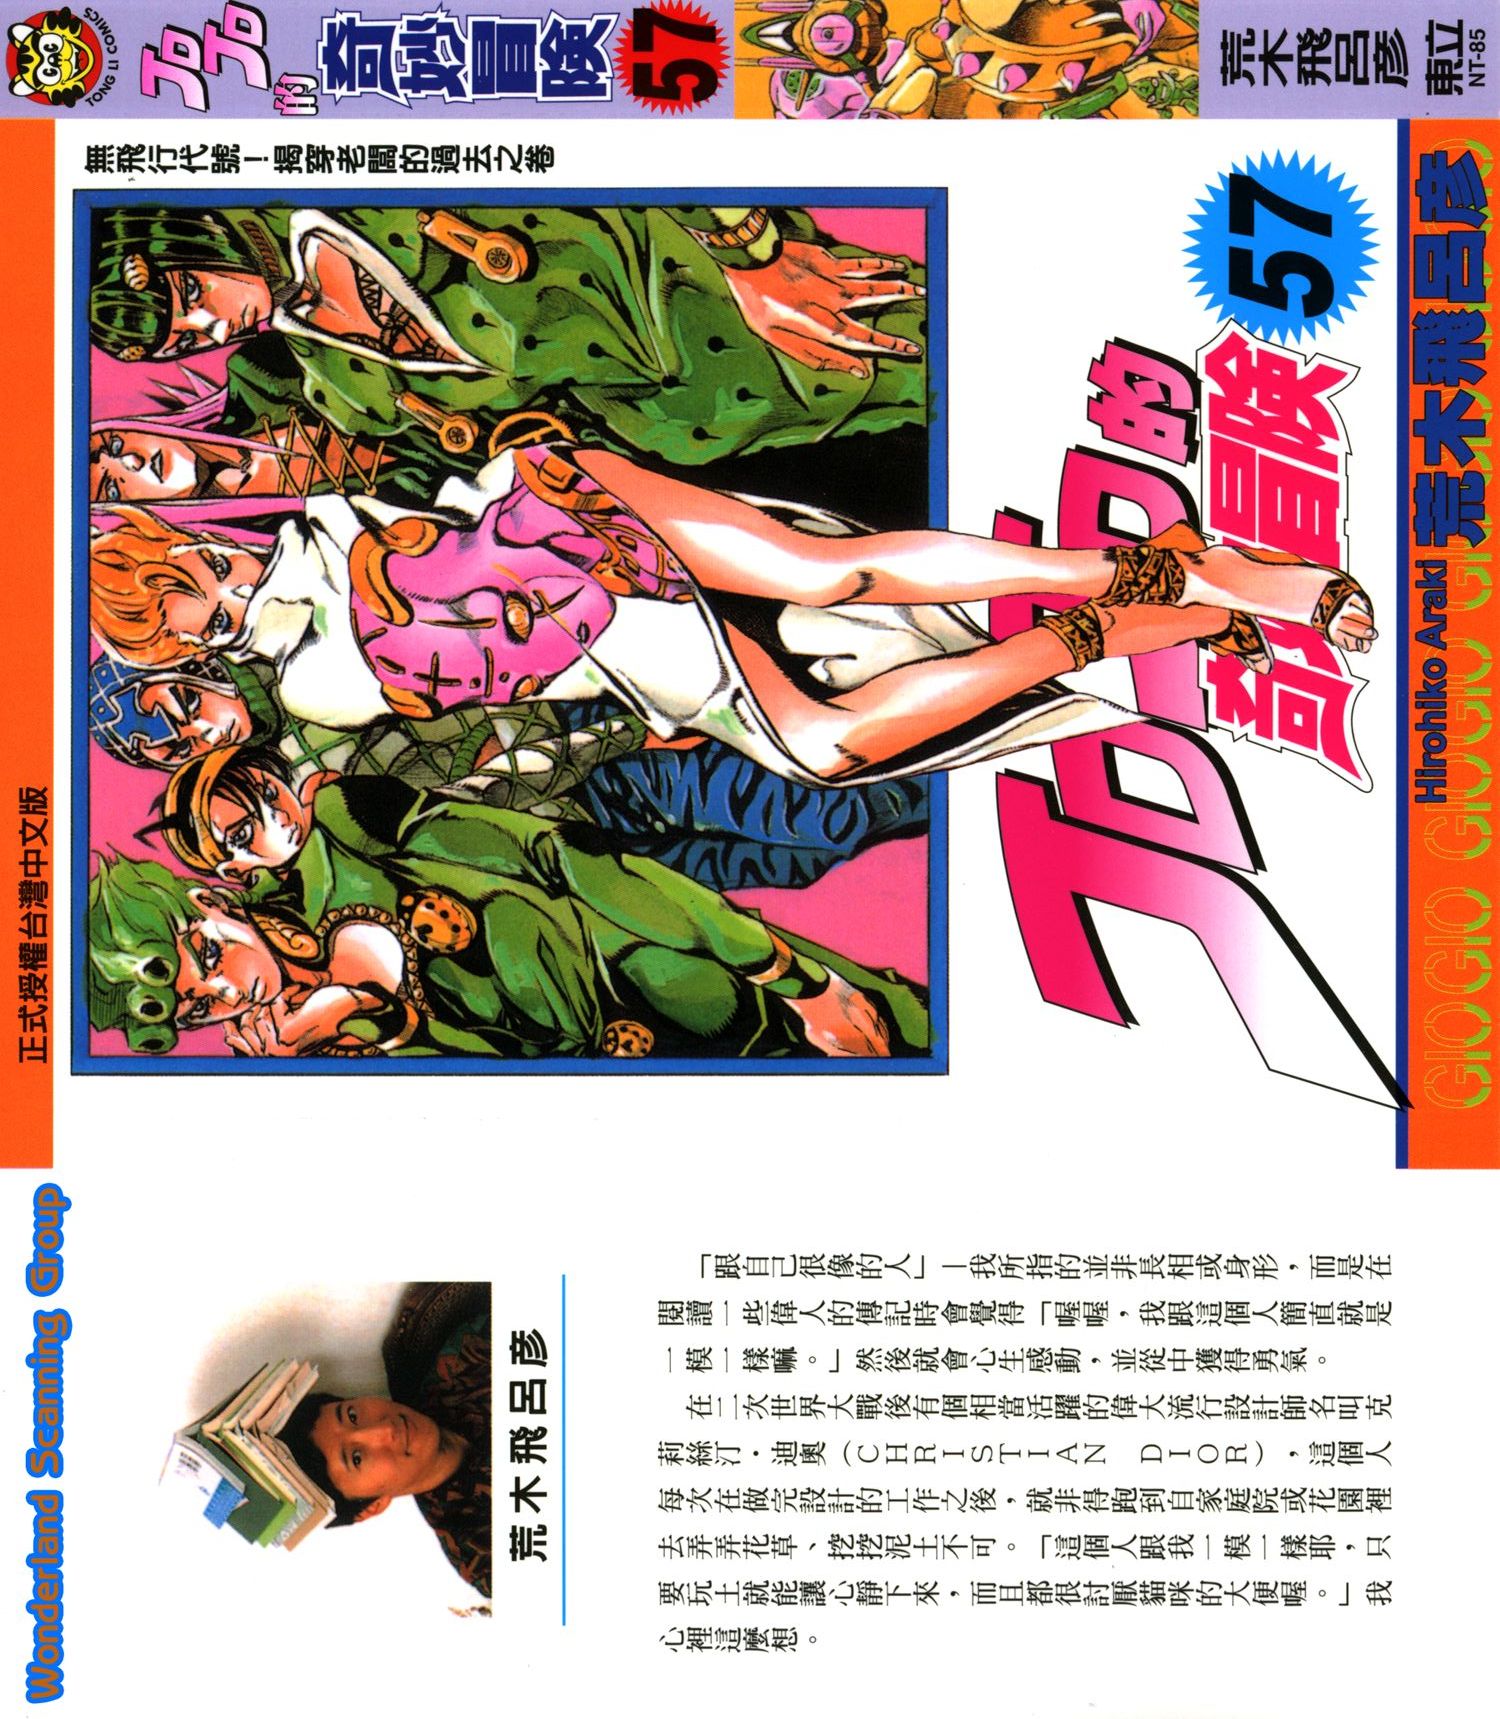 TONG LI COMICS
JOJO的奇妙冒險
57
荒木飛呂彥
東立
NT-85
無飛行代號！揭穿老闆的過去之卷
57
JOJO的
奇妙冒險
Hirohiko Araki
荒木飛呂彥
GIOGIO GIOGIO GIOGIO
正式授權台灣中文版
Wonderland Scanning Group
荒木飛呂彥
「跟自己很像的人」—我所指的並非長相或身形，而是在
閱讀一些偉人的傳記時會覺得「喔喔，我跟這個人簡直就是
一模一樣嘛。」然後就會心生感動，並從中獲得勇氣。
在二次世界大戰後有個相當活躍的偉大流行設計師名叫克
莉絲汀·迪奧（CHRISTIAN DIOR），這個人
每次在做完設計的工作之後，就非得跑到自家庭院或花園裡
去弄弄花草、挖挖泥土不可。「這個人跟我一模一樣耶，只
要玩土就能讓心靜下來，而且都很討厭貓咪的大便喔。」我
心裡這麼想。